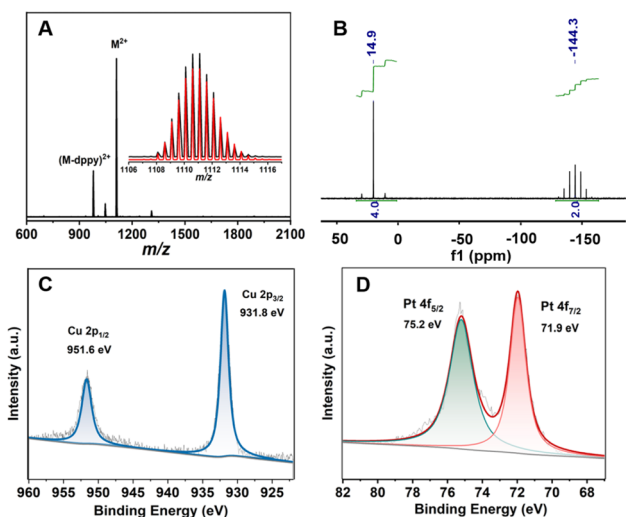 A
M²⁺
(M-dppy)²⁺
1106 1108 1110 1112 1114 1116
m/z
600 900 1200 1500 1800 2100
m/z
B
14.9
-144.3
4.0
2.0
50 0 -50 -100 -150
f1 (ppm)
C
Cu 2p₃/₂
931.8 eV
Cu 2p₁/₂
951.6 eV
Intensity (a.u.)
960 955 950 945 940 935 930 925
Binding Energy (eV)
D
Pt 4f₅/₂
75.2 eV
Pt 4f₇/₂
71.9 eV
Intensity (a.u.)
82 80 78 76 74 72 70 68
Binding Energy (eV)